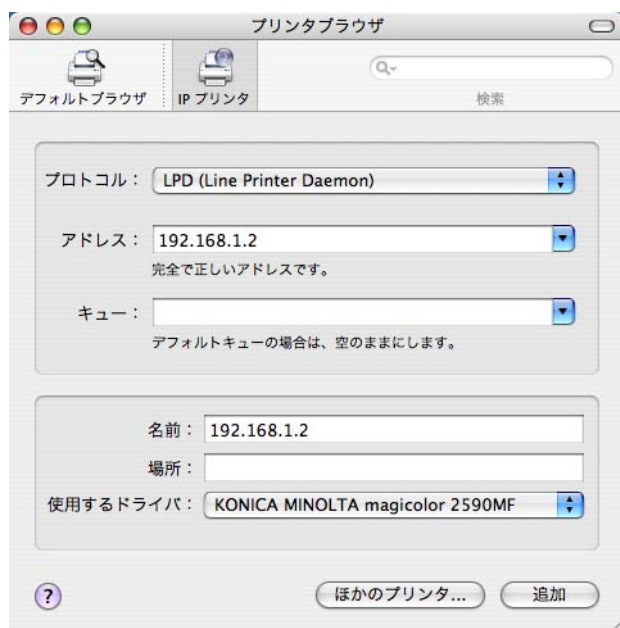 プリンタブラウザ
デフォルトブラウザ
IP プリンタ
検索
プロトコル：
LPD (Line Printer Daemon)
アドレス：
192.168.1.2
完全で正しいアドレスです。
キュー：
デフォルトキューの場合は、空のままにします。
名前：
192.168.1.2
場所：
使用するドライバ：
KONICA MINOLTA magicolor 2590MF
?
ほかのプリンタ...
追加